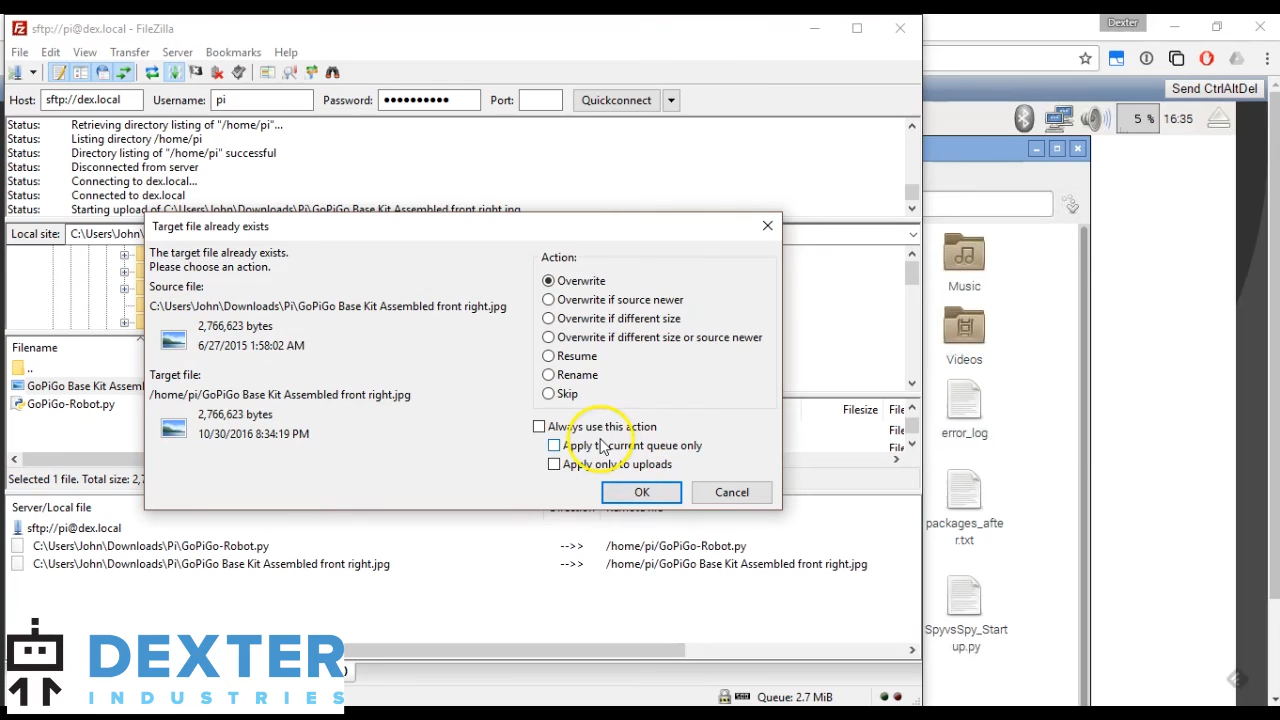 sftp://pi@dex.local - FileZilla
Dexter
File Edit View Transfer Server Bookmarks Help
Host: sftp://dex.local Username: pi Password: ●●●●●●●●●● Port: Quickconnect
Send CtrlAltDel
5 % 16:35
Status: Retrieving directory listing of "/home/pi"...
Status: Listing directory /home/pi
Status: Directory listing of "/home/pi" successful
Status: Disconnected from server
Status: Connecting to dex.local...
Status: Connected to dex.local
Status: Starting upload of C:\Users\John\Downloads\Pi\GoPiGo Base Kit Assembled front right.jpg
Local site: C:\Users\John\
Target file already exists
The target file already exists.
Please choose an action.
Source file:
C:\Users\John\Downloads\Pi\GoPiGo Base Kit Assembled front right.jpg
2,766,623 bytes
6/27/2015 1:58:02 AM
Target file:
/home/pi/GoPiGo Base Kit Assembled front right.jpg
2,766,623 bytes
10/30/2016 8:34:19 PM
Action:
Overwrite
Overwrite if source newer
Overwrite if different size
Overwrite if different size or source newer
Resume
Rename
Skip
Always use this action
Apply to current queue only
Apply only to uploads
OK Cancel
Filename
..
GoPiGo Base Kit Assem
GoPiGo-Robot.py
Filesize
Selected 1 file. Total size: 2,7
Server/Local file Direction Remote file
sftp://pi@dex.local
C:\Users\John\Downloads\Pi\GoPiGo-Robot.py -->> /home/pi/GoPiGo-Robot.py
C:\Users\John\Downloads\Pi\GoPiGo Base Kit Assembled front right.jpg -->> /home/pi/GoPiGo Base Kit Assembled front right.jpg
Queue: 2.7 MiB
Music
Videos
error_log
packages_afte
r.txt
SpyvsSpy_Start
up.py
DEXTER
INDUSTRIES